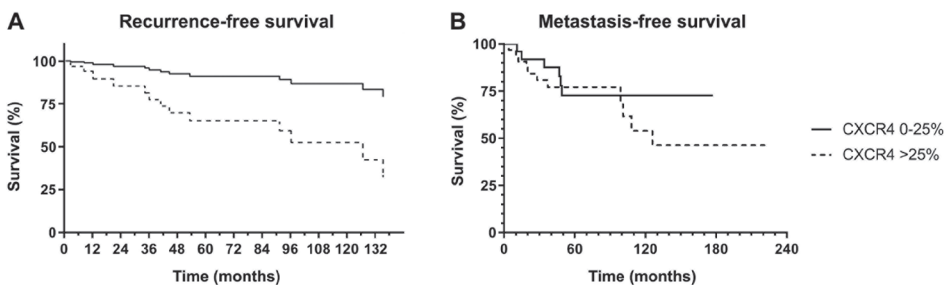 A Recurrence-free survival
Survival (%)
100
75
50
25
0
0 12 24 36 48 60 72 84 96 108 120 132
Time (months)
B Metastasis-free survival
Survival (%)
100
75
50
25
0
0 60 120 180 240
Time (months)
CXCR4 0-25%
CXCR4 >25%